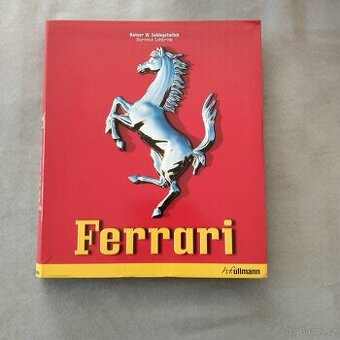 Rainer W. Schlegelmilch
Hartmut Lehbrink
Ferrari
h.f.ullmann